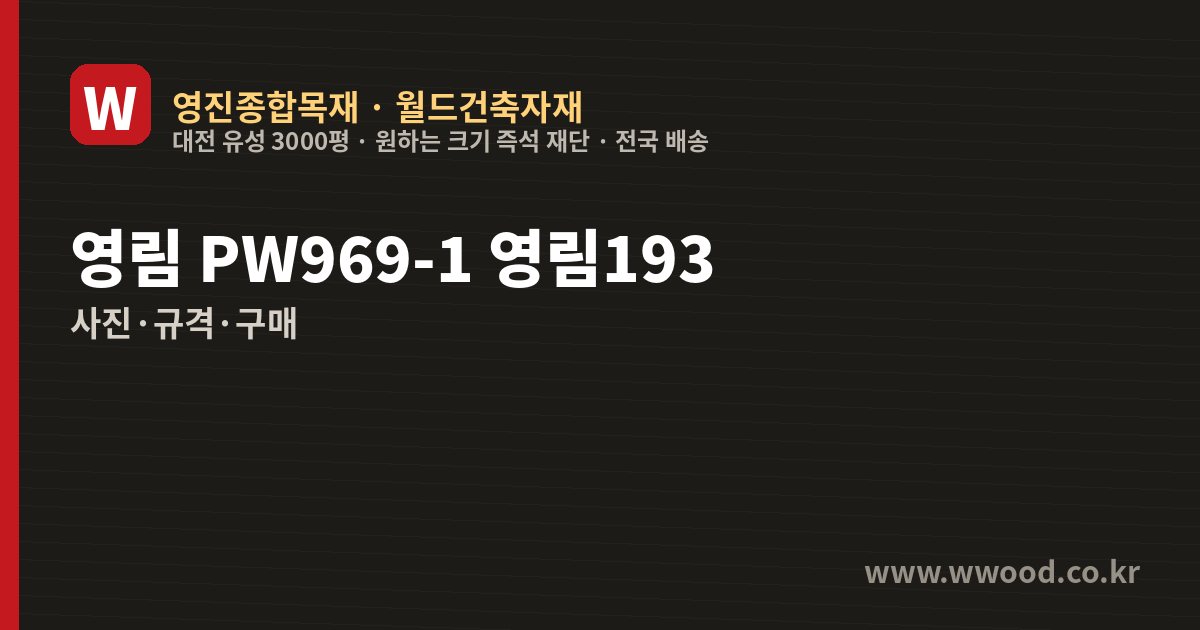 W
영진종합목재 · 월드건축자재
대전 유성 3000평 · 원하는 크기 즉석 재단 · 전국 배송
영림 PW969-1 영림193
사진·규격·구매
www.wwood.co.kr